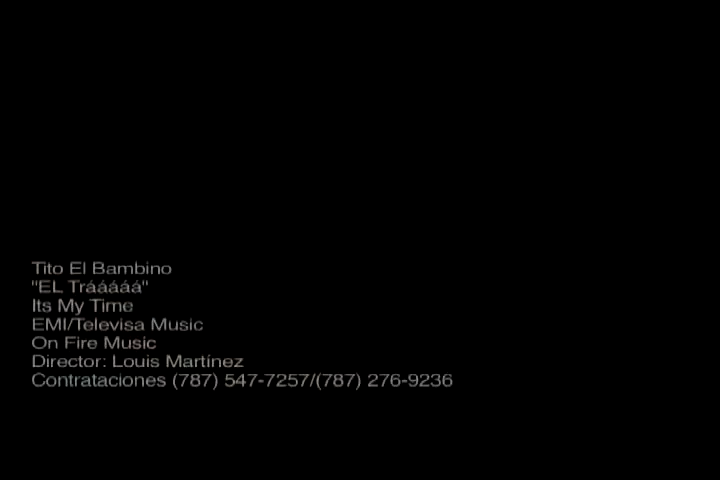 Tito El Bambino
"EL Tráááááá"
Its My Time
EMI/Televisa Music
On Fire Music
Director: Louis Martínez
Contrataciones (787) 547-7257/(787) 276-9236